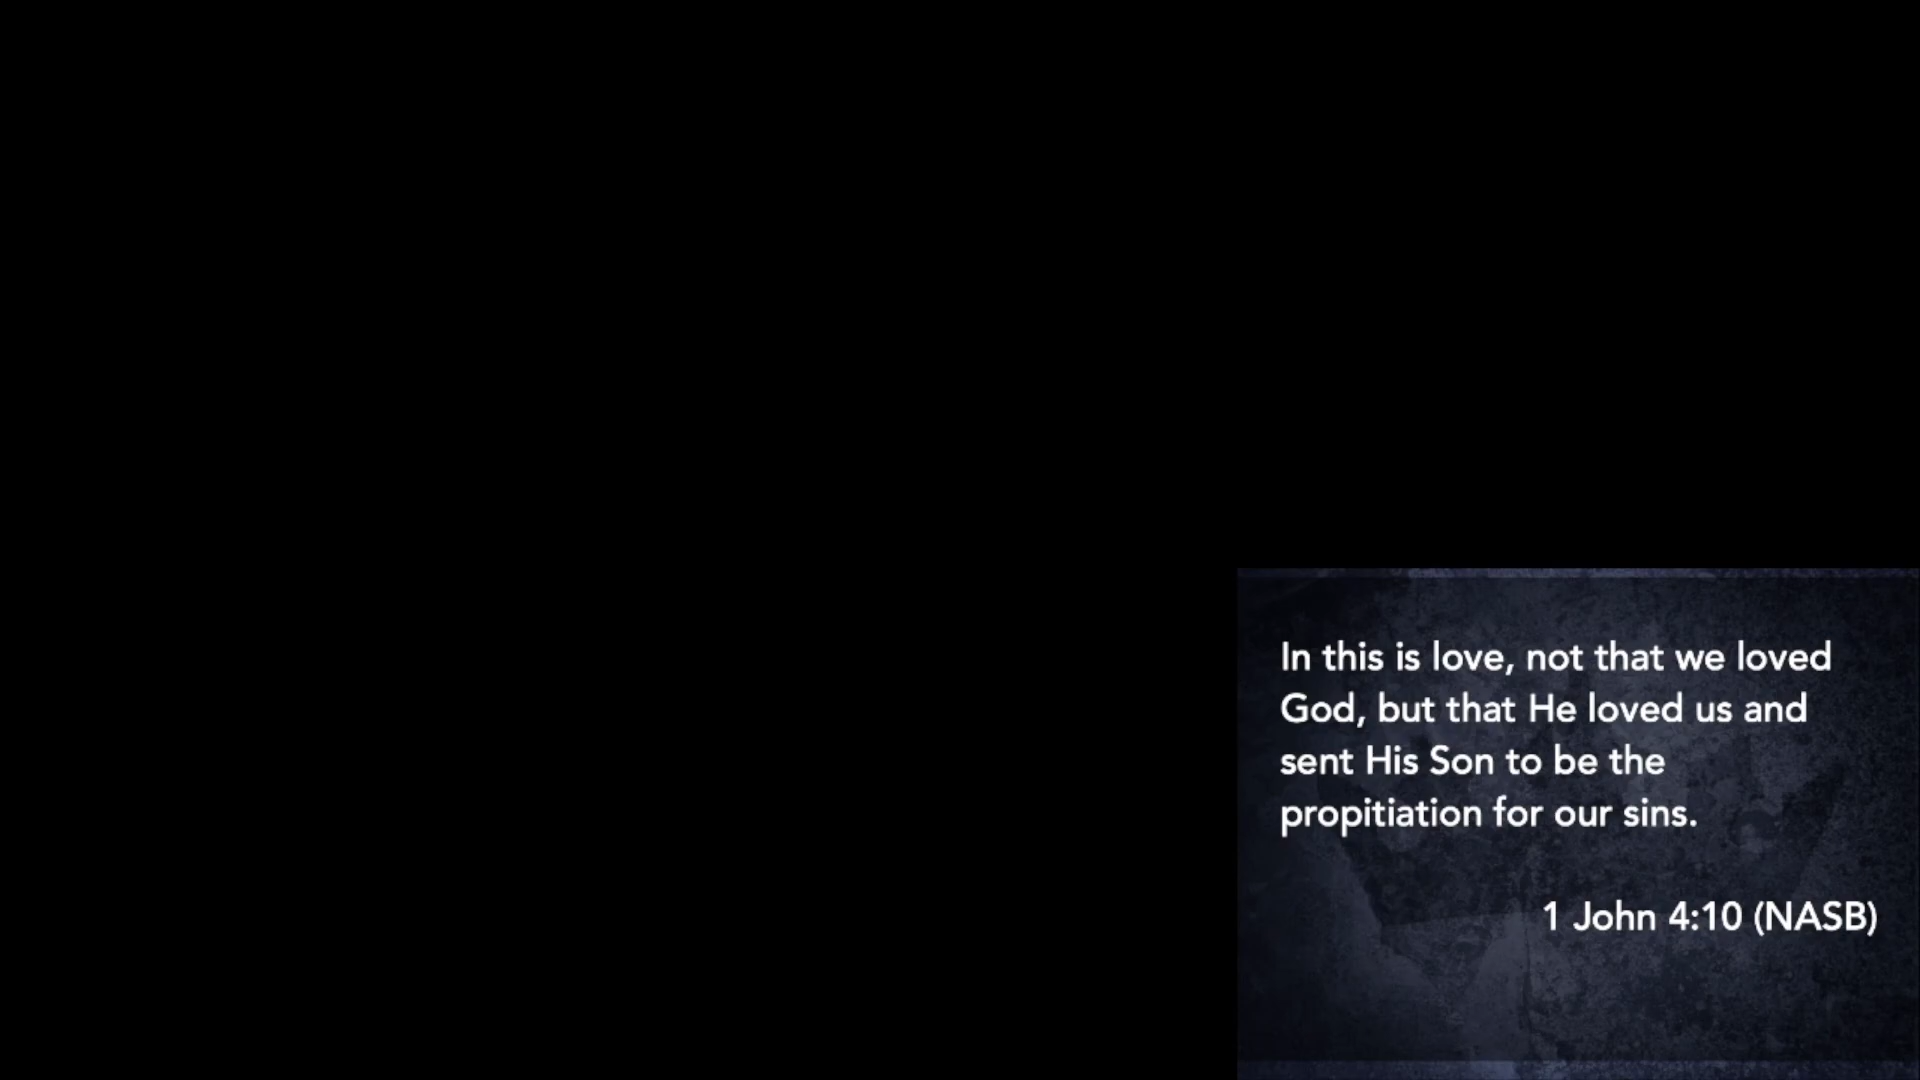 In this is love, not that we loved
God, but that He loved us and
sent His Son to be the
propitiation for our sins.
1 John 4:10 (NASB)